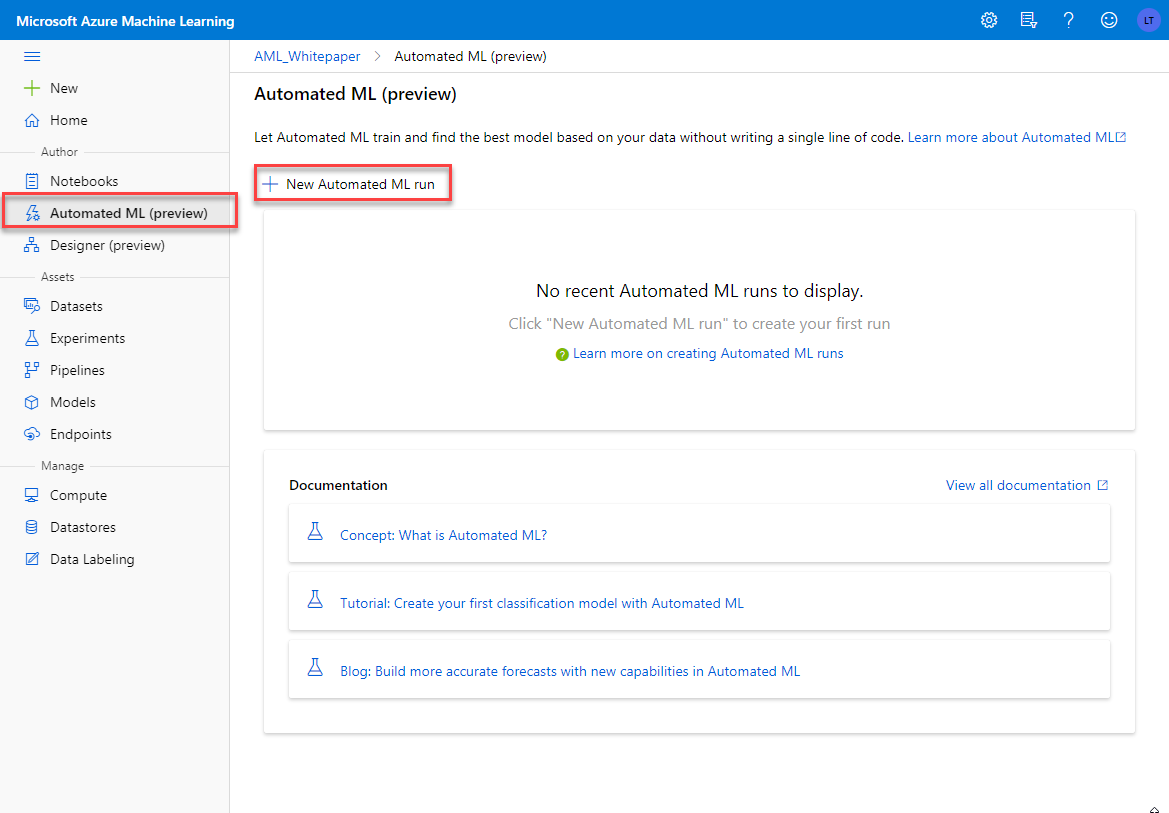 Microsoft Azure Machine Learning
LT
New
Home
Author
Notebooks
Automated ML (preview)
Designer (preview)
Assets
Datasets
Experiments
Pipelines
Models
Endpoints
Manage
Compute
Datastores
Data Labeling
AML_Whitepaper > Automated ML (preview)
Automated ML (preview)
Let Automated ML train and find the best model based on your data without writing a single line of code. Learn more about Automated ML
New Automated ML run
No recent Automated ML runs to display.
Click "New Automated ML run" to create your first run
? Learn more on creating Automated ML runs
Documentation
View all documentation
Concept: What is Automated ML?
Tutorial: Create your first classification model with Automated ML
Blog: Build more accurate forecasts with new capabilities in Automated ML